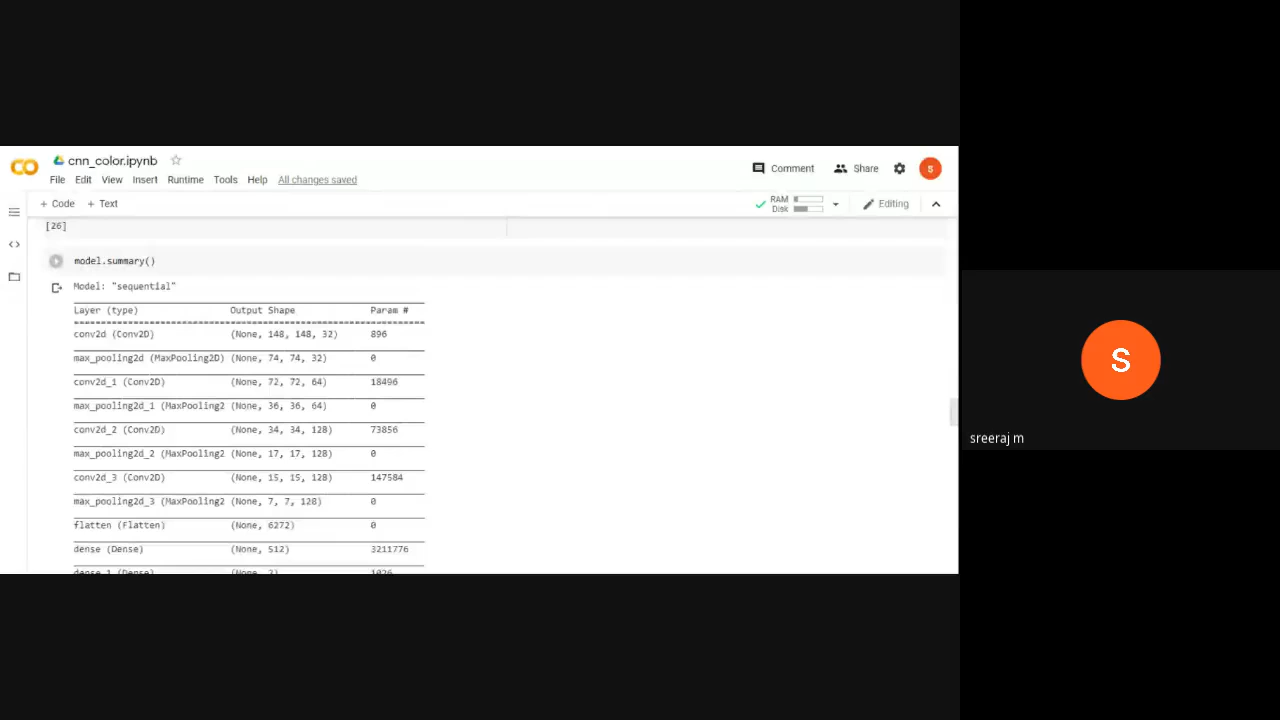 cnn_color.ipynb
File Edit View Insert Runtime Tools Help All changes saved
Comment Share S
+ Code + Text
RAM
Disk
Editing
[26]
model.summary()
Model: "sequential"
Layer (type) Output Shape Param #
conv2d (Conv2D) (None, 148, 148, 32) 896
max_pooling2d (MaxPooling2D) (None, 74, 74, 32) 0
conv2d_1 (Conv2D) (None, 72, 72, 64) 18496
max_pooling2d_1 (MaxPooling2 (None, 36, 36, 64) 0
conv2d_2 (Conv2D) (None, 34, 34, 128) 73856
max_pooling2d_2 (MaxPooling2 (None, 17, 17, 128) 0
conv2d_3 (Conv2D) (None, 15, 15, 128) 147584
max_pooling2d_3 (MaxPooling2 (None, 7, 7, 128) 0
flatten (Flatten) (None, 6272) 0
dense (Dense) (None, 512) 3211776
dense_1 (Dense) (None, 2) 1026
S
sreeraj m